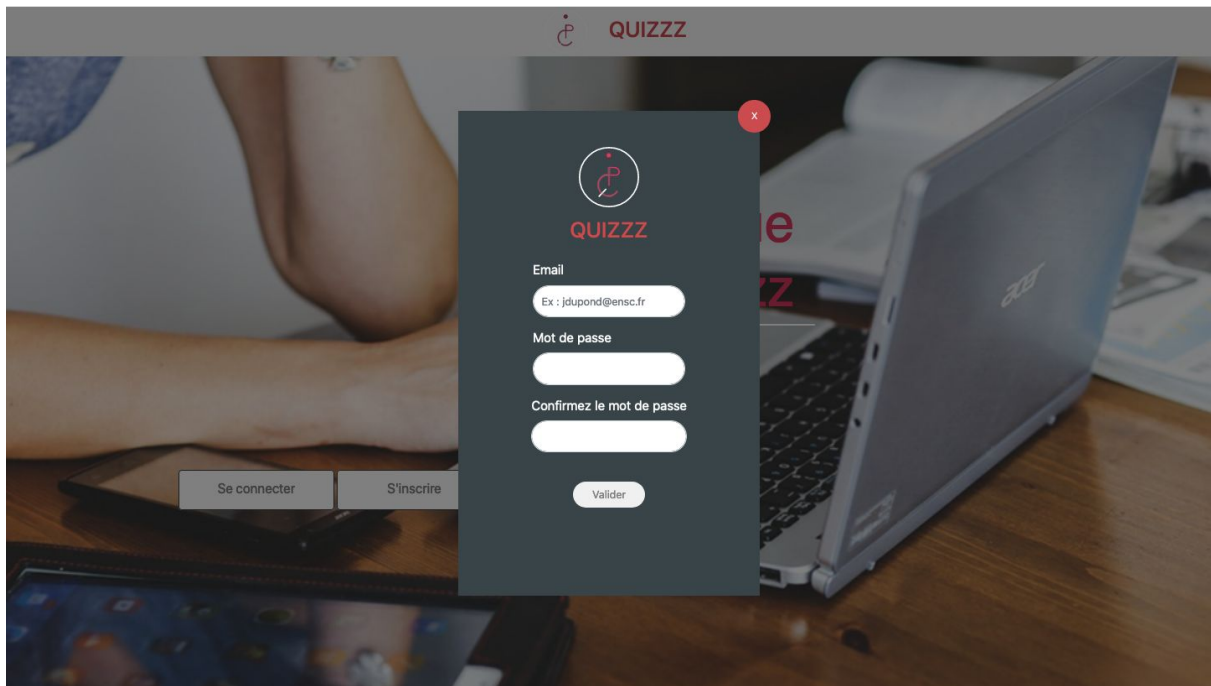 QUIZZZ
x
QUIZZZ
Email
Ex : jdupond@ensc.fr
Mot de passe
Confirmez le mot de passe
Valider
Se connecter
S'inscrire
acer